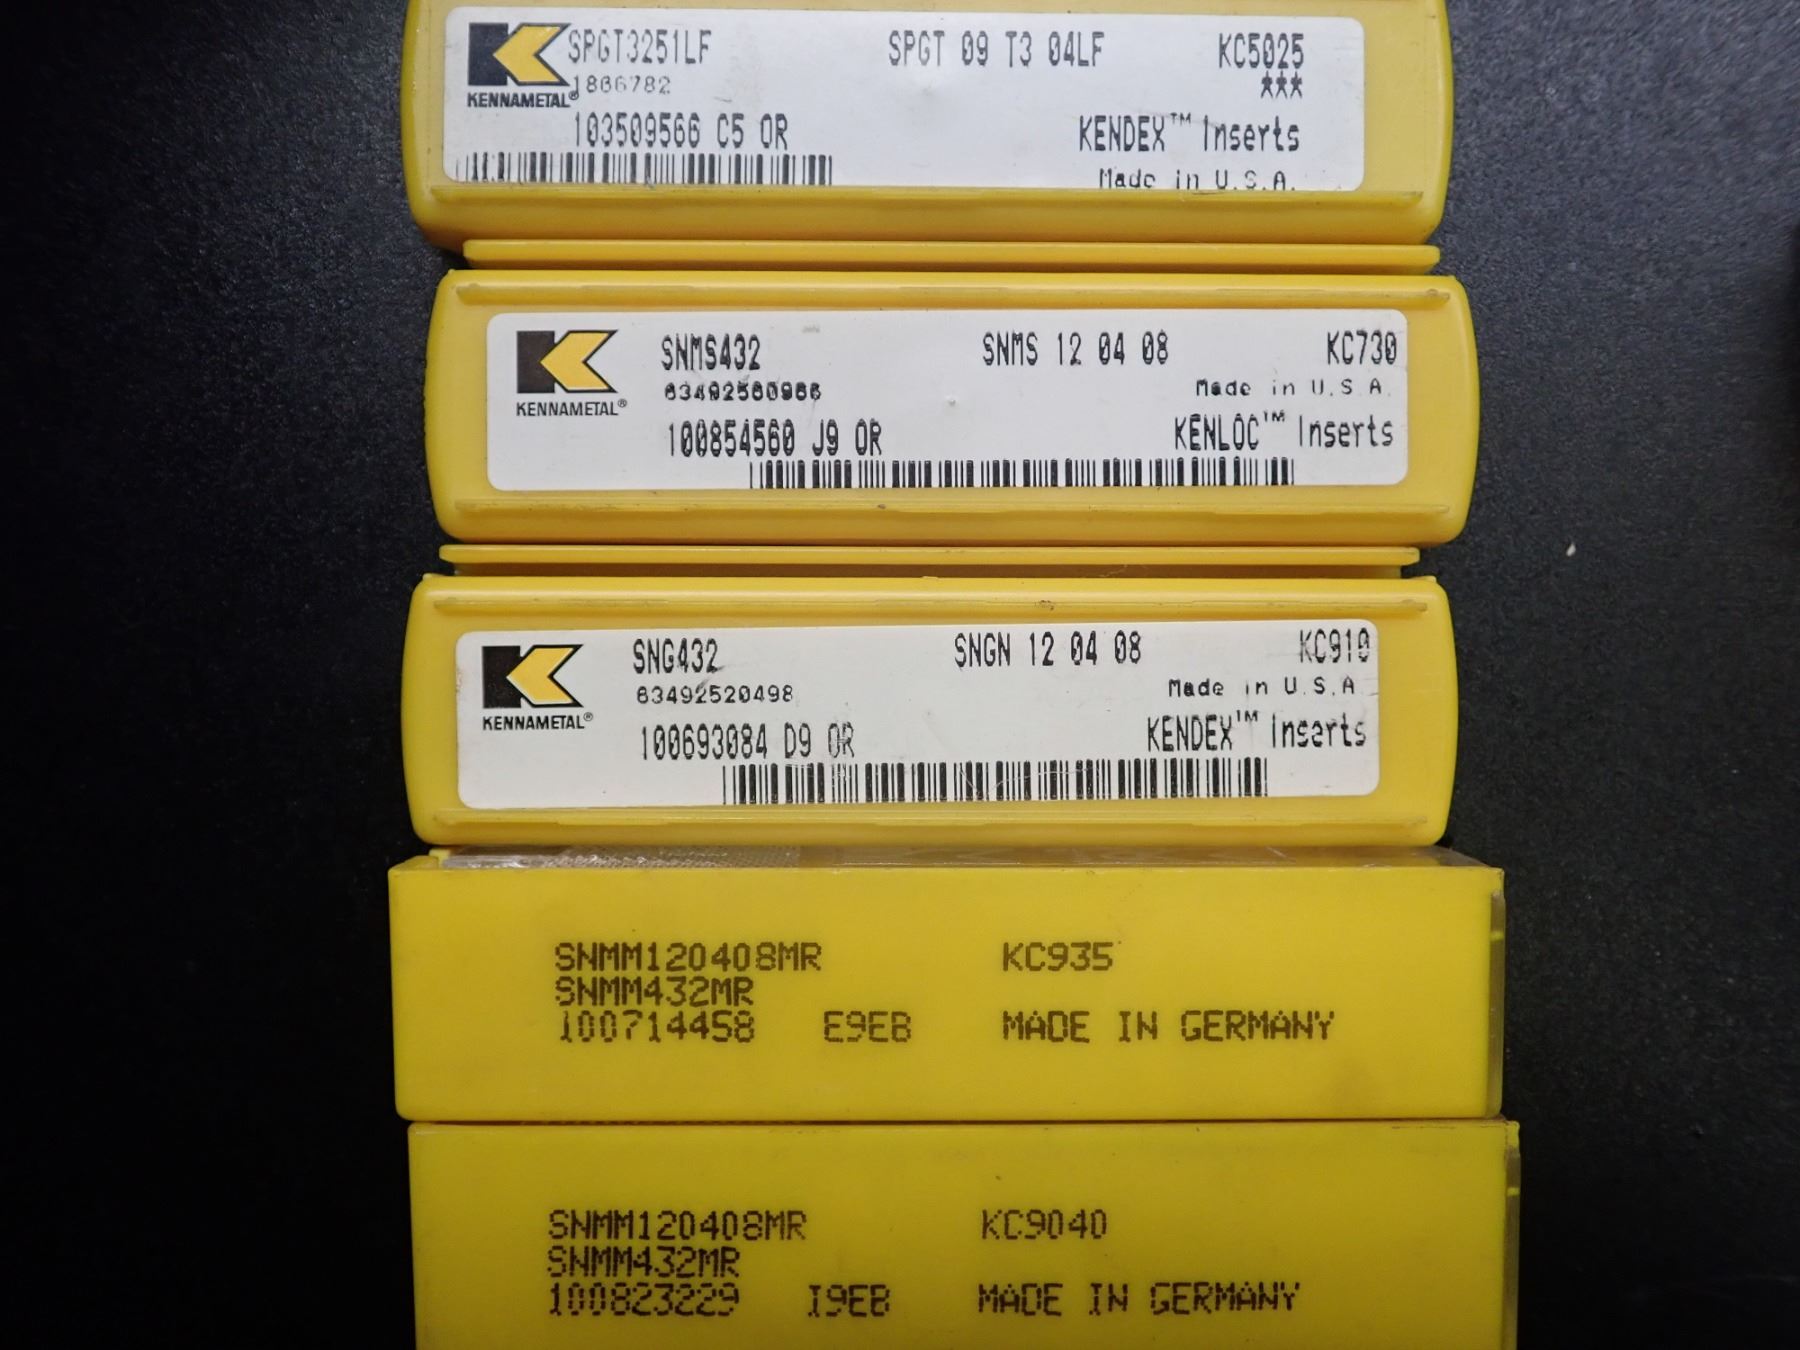 SPGT3251LF SPGT 09 T3 04LF KC5025
1866782 ***
KENNAMETAL®
103509566 C5 OR KENDEX™ Inserts
Made in U.S.A.
SNMS432 SNMS 12 04 08 KC730
63492560966 Made in U.S.A.
KENNAMETAL®
100854560 J9 OR KENLOC™ Inserts
SNG432 SNGN 12 04 08 KC910
63492520498 Made in U.S.A
KENNAMETAL®
100693084 D9 OR KENDEX™ Inserts
SNMM120408MR KC935
SNMM432MR
100714458 E9EB MADE IN GERMANY
SNMM120408MR KC9040
SNMM432MR
100823229 I9EB MADE IN GERMANY